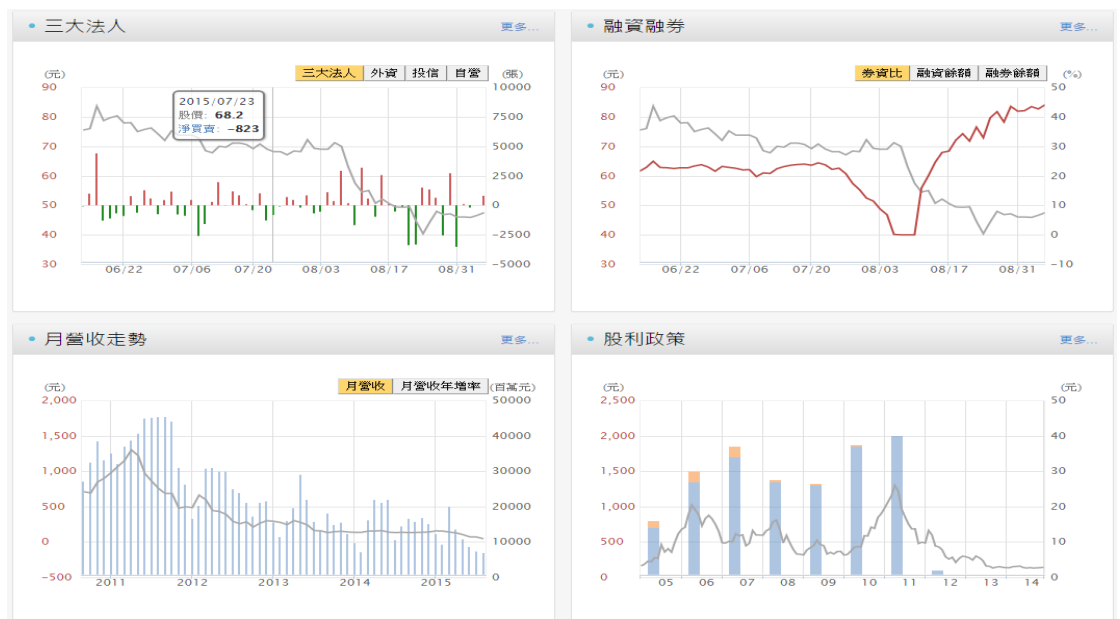 三大法人
更多...
(元)
三大法人 外資 投信 自營
(張)
90
80
70
60
50
40
30
2015/07/23
股價: 68.2
淨買賣: -823
10000
7500
5000
2500
0
-2500
-5000
06/22 07/06 07/20 08/03 08/17 08/31
融資融券
更多...
(元)
券資比 融資餘額 融券餘額
(%)
90
80
70
60
50
40
30
50
40
30
20
10
0
-10
06/22 07/06 07/20 08/03 08/17 08/31
月營收走勢
更多...
(元)
月營收 月營收年增率
(百萬元)
2,000
1,500
1,000
500
0
-500
50000
40000
30000
20000
10000
0
2011 2012 2013 2014 2015
股利政策
更多...
(元)
(元)
2,500
2,000
1,500
1,000
500
0
50
40
30
20
10
0
05 06 07 08 09 10 11 12 13 14